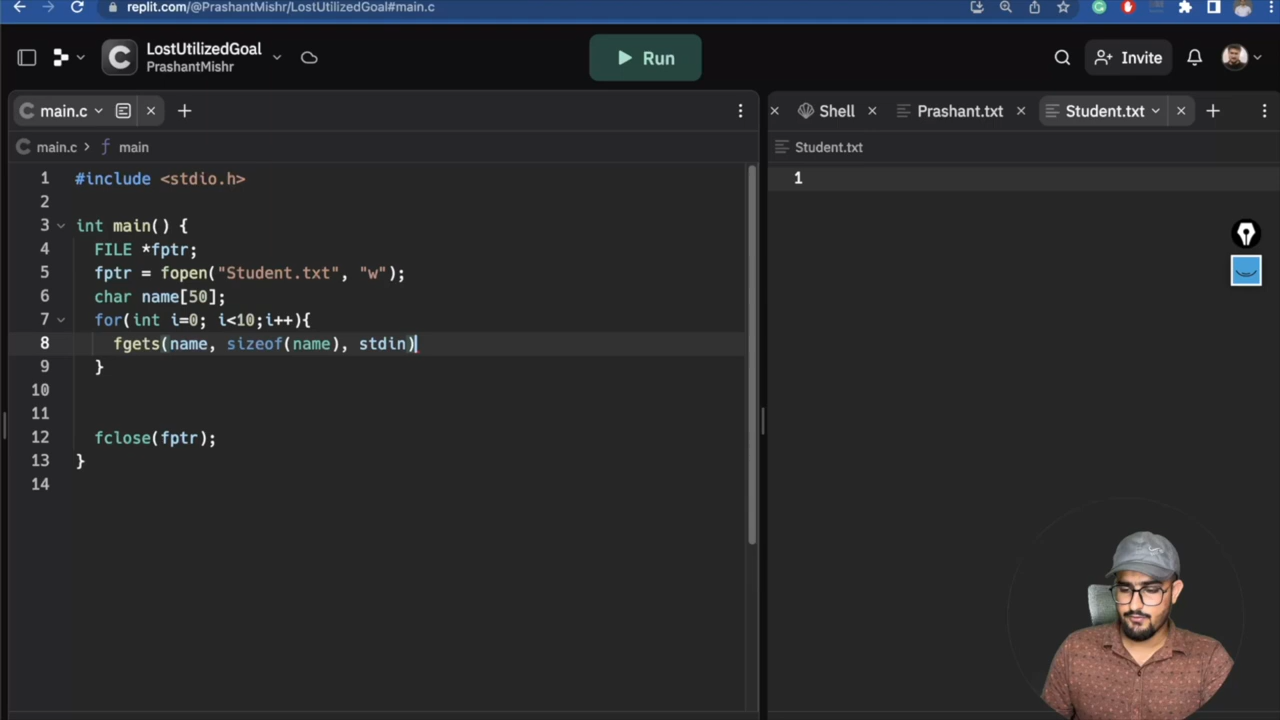 replit.com/@PrashantMishr/LostUtilizedGoal#main.c
LostUtilizedGoal
PrashantMishr
Run
Invite
main.c
Shell
Prashant.txt
Student.txt
main.c > f main
Student.txt
1 #include <stdio.h>
2
3 int main() {
4 FILE *fptr;
5 fptr = fopen("Student.txt", "w");
6 char name[50];
7 for(int i=0; i<10;i++){
8 fgets(name, sizeof(name), stdin)
9 }
10
11
12 fclose(fptr);
13 }
14
1